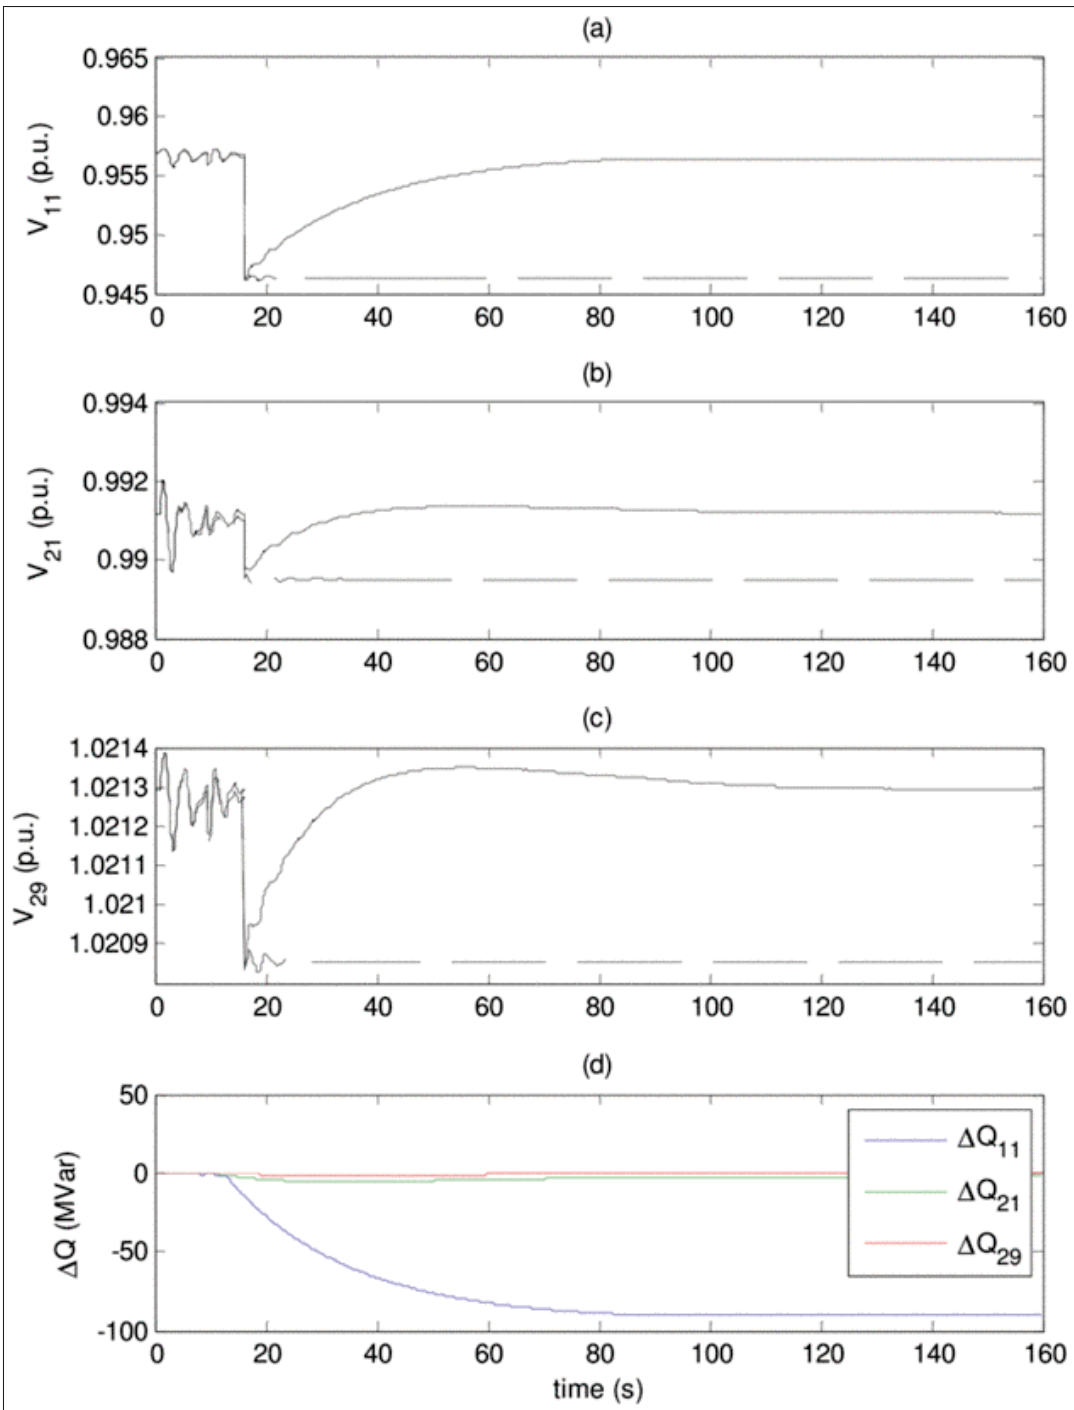 (a)
0.965
0.96
0.955
0.95
0.945
V11 (p.u.)
0 20 40 60 80 100 120 140 160
(b)
0.994
0.992
0.99
0.988
V21 (p.u.)
0 20 40 60 80 100 120 140 160
(c)
1.0214
1.0213
1.0212
1.0211
1.021
1.0209
V29 (p.u.)
0 20 40 60 80 100 120 140 160
(d)
50
0
-50
-100
ΔQ (MVar)
ΔQ11
ΔQ21
ΔQ29
0 20 40 60 80 100 120 140 160
time (s)